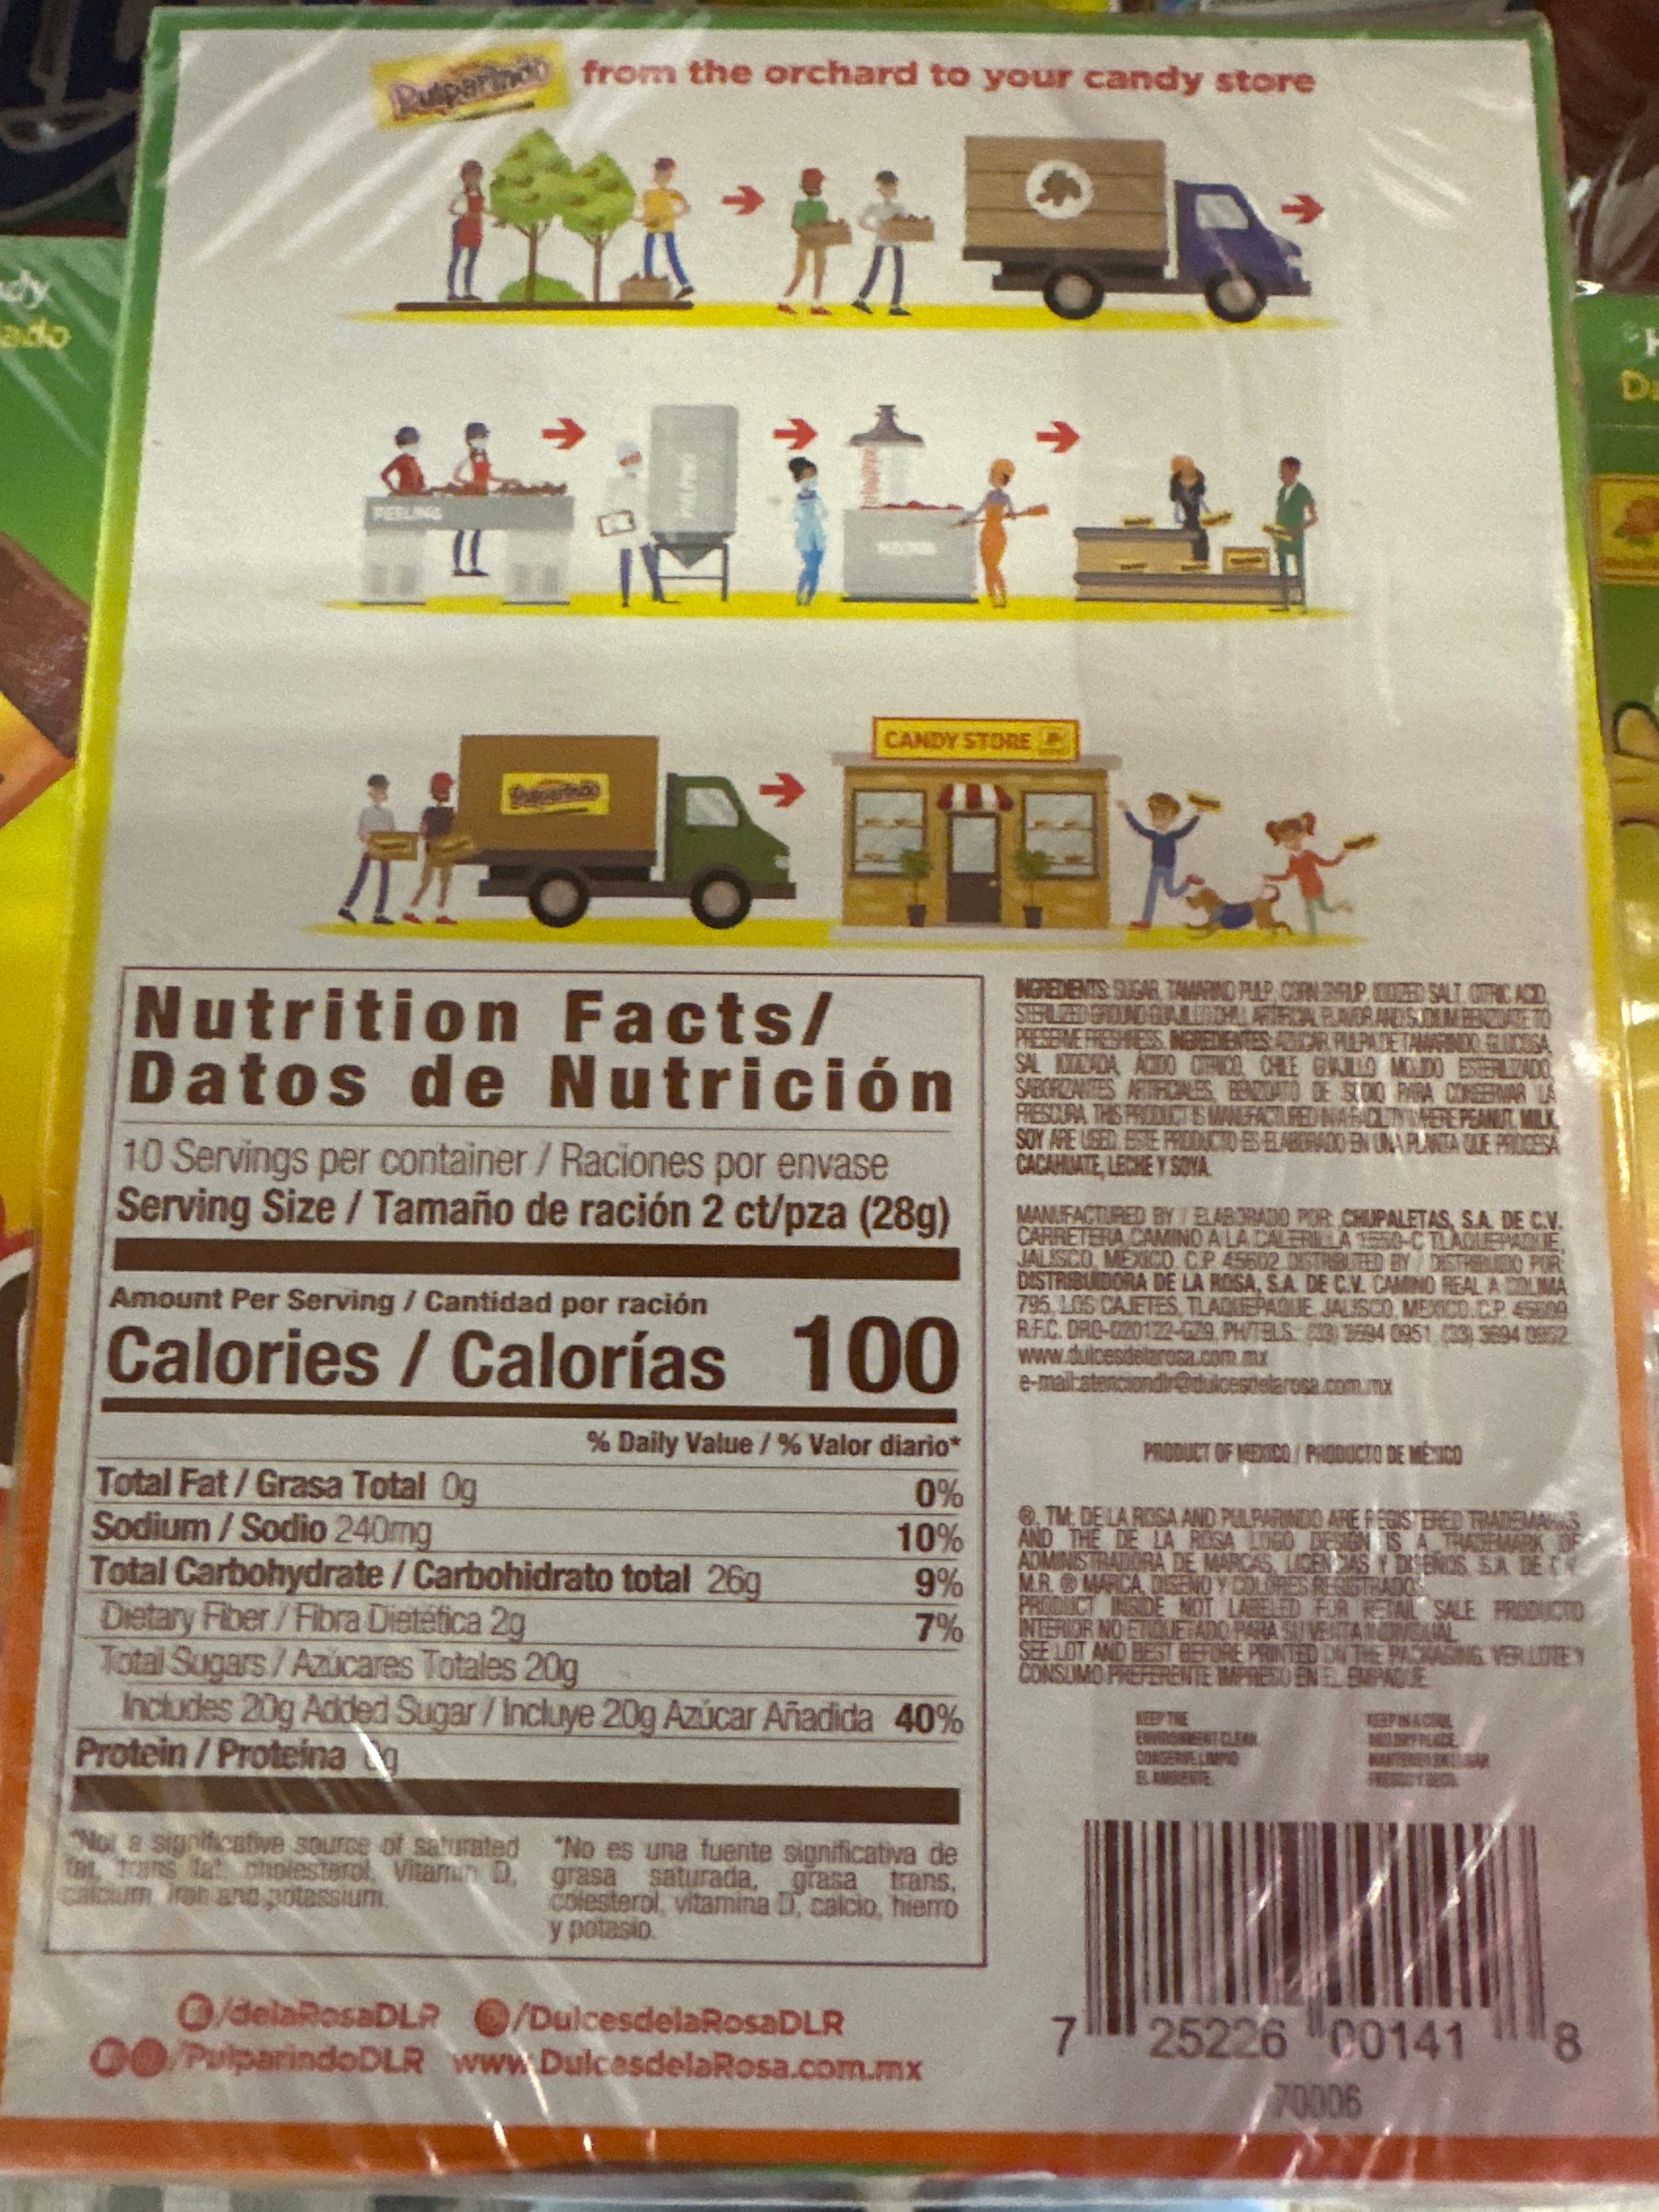 Pulparindo from the orchard to your candy store
PEELING
CANDY STORE
Pulparindo
Nutrition Facts/
Datos de Nutrición
10 Servings per container / Raciones por envase
Serving Size / Tamaño de ración 2 ct/pza (28g)
Amount Per Serving / Cantidad por ración
Calories / Calorías 100
% Daily Value / % Valor diario*
Total Fat / Grasa Total 0g 0%
Sodium / Sodio 240mg 10%
Total Carbohydrate / Carbohidrato total 26g 9%
Dietary Fiber / Fibra Dietética 2g 7%
Total Sugars / Azúcares Totales 20g
Includes 20g Added Sugar / Incluye 20g Azúcar Añadida 40%
Protein / Proteína 0g
*Not a significative source of saturated
fat, trans fat, cholesterol, Vitamin D,
calcium, iron and potassium.
*No es una fuente significativa de
grasa saturada, grasa trans,
colesterol, vitamina D, calcio, hierro
y potasio.
INGREDIENTS: SUGAR, TAMARIND PULP, CORN SYRUP, IODIZED SALT, CITRIC ACID,
STERILIZED GROUND GUAJILLO CHILI, ARTIFICIAL FLAVOR AND SODIUM BENZOATE TO
PRESERVE FRESHNESS. INGREDIENTES: AZÚCAR, PULPA DE TAMARINDO, GLUCOSA,
SAL IODIZADA, ÁCIDO CÍTRICO, CHILE GUAJILLO MOLIDO ESTERILIZADO,
SABORIZANTES ARTIFICIALES, BENZOATO DE SODIO PARA CONSERVAR LA
FRESCURA. THIS PRODUCT IS MANUFACTURED IN A FACILITY WHERE PEANUT, MILK,
SOY ARE USED. ESTE PRODUCTO ES ELABORADO EN UNA PLANTA QUE PROCESA
CACAHUATE, LECHE Y SOYA.
MANUFACTURED BY / ELABORADO POR: CHUPALETAS, S.A. DE C.V.
CARRETERA CAMINO A LA CALERILLA 1550-C TLAQUEPAQUE,
JALISCO, MEXICO. C.P. 45602 DISTRIBUTED BY / DISTRIBUIDO POR:
DISTRIBUIDORA DE LA ROSA, S.A. DE C.V. CAMINO REAL A COLIMA
795, LOS CAJETES, TLAQUEPAQUE, JALISCO, MEXICO. C.P. 45609
R.F.C. DRO-020122-GZ9. PH/TELS.: (33) 3694 0951, (33) 3694 0952
www.dulcesdelarosa.com.mx
e-mail:atenciondlr@dulcesdelarosa.com.mx
PRODUCT OF MEXICO / PRODUCTO DE MÉXICO
®, TM: DE LA ROSA AND PULPARINDO ARE REGISTERED TRADEMARKS
AND THE DE LA ROSA LOGO DESIGN IS A TRADEMARK OF
ADMINISTRADORA DE MARCAS, LICENCIAS Y DISEÑOS, S.A. DE C.V.
M.R. ® MARCA, DISEÑO Y COLORES REGISTRADOS.
PRODUCT INSIDE NOT LABELED FOR RETAIL SALE PRODUCTO
INTERIOR NO ETIQUETADO PARA SU VENTA INDIVIDUAL.
SEE LOT AND BEST BEFORE PRINTED ON THE PACKAGING. VER LOTE Y
CONSUMO PREFERENTE IMPRESO EN EL EMPAQUE
KEEP THE
ENVIRONMENT CLEAN
CONSERVE LIMPIO
EL AMBIENTE.
KEEP IN A COOL
AND DRY PLACE.
MANTENER EN LUGAR
FRESCO Y SECO.
7 25226 00141 8
70006
/delaRosaDLR /DulcesdelaRosaDLR
/PulparindoDLR www.DulcesdelaRosa.com.mx